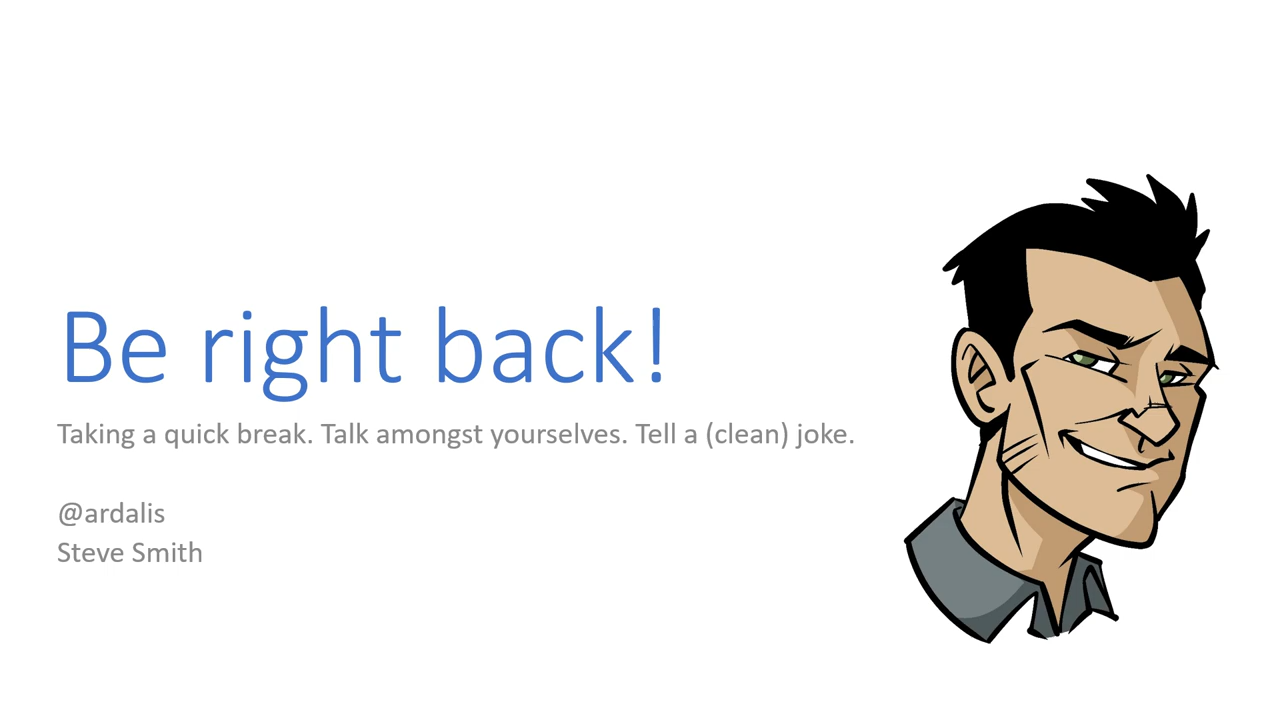 Be right back!
Taking a quick break. Talk amongst yourselves. Tell a (clean) joke.
@ardalis
Steve Smith